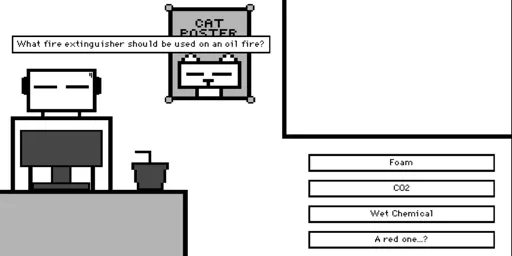 CAT
POSTER
What fire extinguisher should be used on an oil fire?
Foam
CO2
Wet Chemical
A red one...?